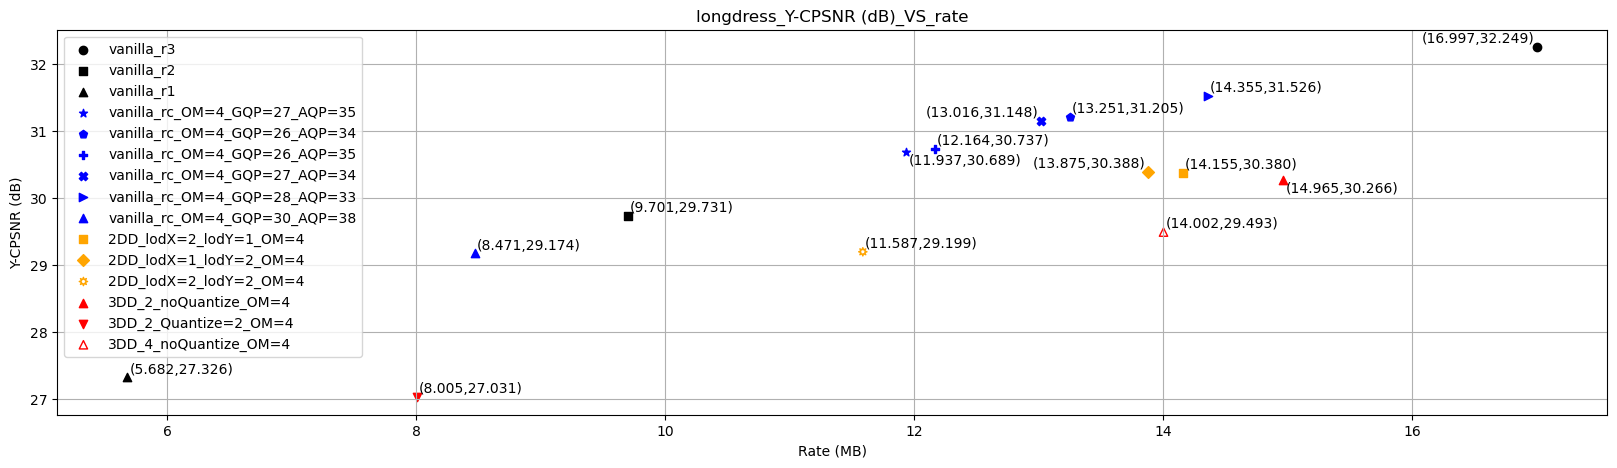 longdress_Y-CPSNR (dB)_VS_rate
Y-CPSNR (dB)
32
31
30
29
28
27
vanilla_r3
vanilla_r2
vanilla_r1
vanilla_rc_OM=4_GQP=27_AQP=35
vanilla_rc_OM=4_GQP=26_AQP=34
vanilla_rc_OM=4_GQP=26_AQP=35
vanilla_rc_OM=4_GQP=27_AQP=34
vanilla_rc_OM=4_GQP=28_AQP=33
vanilla_rc_OM=4_GQP=30_AQP=38
2DD_lodX=2_lodY=1_OM=4
2DD_lodX=1_lodY=2_OM=4
2DD_lodX=2_lodY=2_OM=4
3DD_2_noQuantize_OM=4
3DD_2_Quantize=2_OM=4
3DD_4_noQuantize_OM=4
(16.997,32.249)
(14.355,31.526)
(13.016,31.148)
(13.251,31.205)
(12.164,30.737)
(11.937,30.689)
(13.875,30.388)
(14.155,30.380)
(14.965,30.266)
(9.701,29.731)
(14.002,29.493)
(8.471,29.174)
(11.587,29.199)
(5.682,27.326)
(8.005,27.031)
6
8
10
12
14
16
Rate (MB)